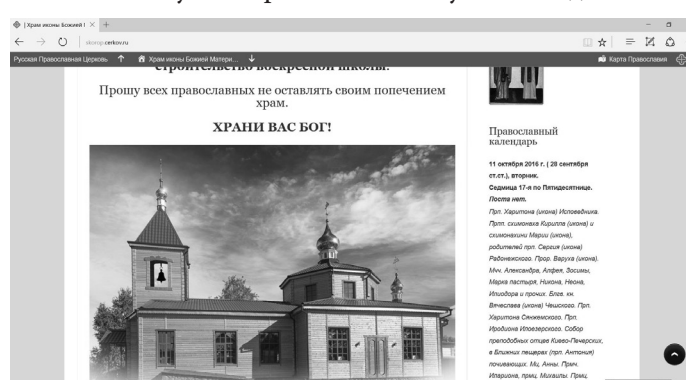 | Храм иконы Божией !
skorop.cerkov.ru
Русская Православная Церковь
Храм иконы Божией Матери...
Карта Православия
строительство воскресной школы.
Прошу всех православных не оставлять своим попечением
храм.
ХРАНИ ВАС БОГ!
Православный
календарь
11 октября 2016 г. ( 28 сентября
ст.ст.), вторник.
Седмица 17-я по Пятидесятнице.
Поста нет.
Прп. Харитона (икона) Исповедника.
Прпп. схимонаха Кирилла (икона) и
схимонахини Марии (икона),
родителей прп. Сергия (икона)
Радонежского. Прор. Варуха (икона).
Мчч. Александра, Алфея, Зосимы,
Марка пастыря, Никона, Неона,
Илиодора и прочих. Блгв. кн.
Вячеслава (икона) Чешского. Прп.
Харитона Сянжемского. Прп.
Иродиона Илоезерского. Собор
преподобных отцев Киево-Печерских,
в Ближних пещерах (прп. Антония)
почивающих. Мц. Анны. Прмч.
Илариона, прмц. Михаилы. Прмц.